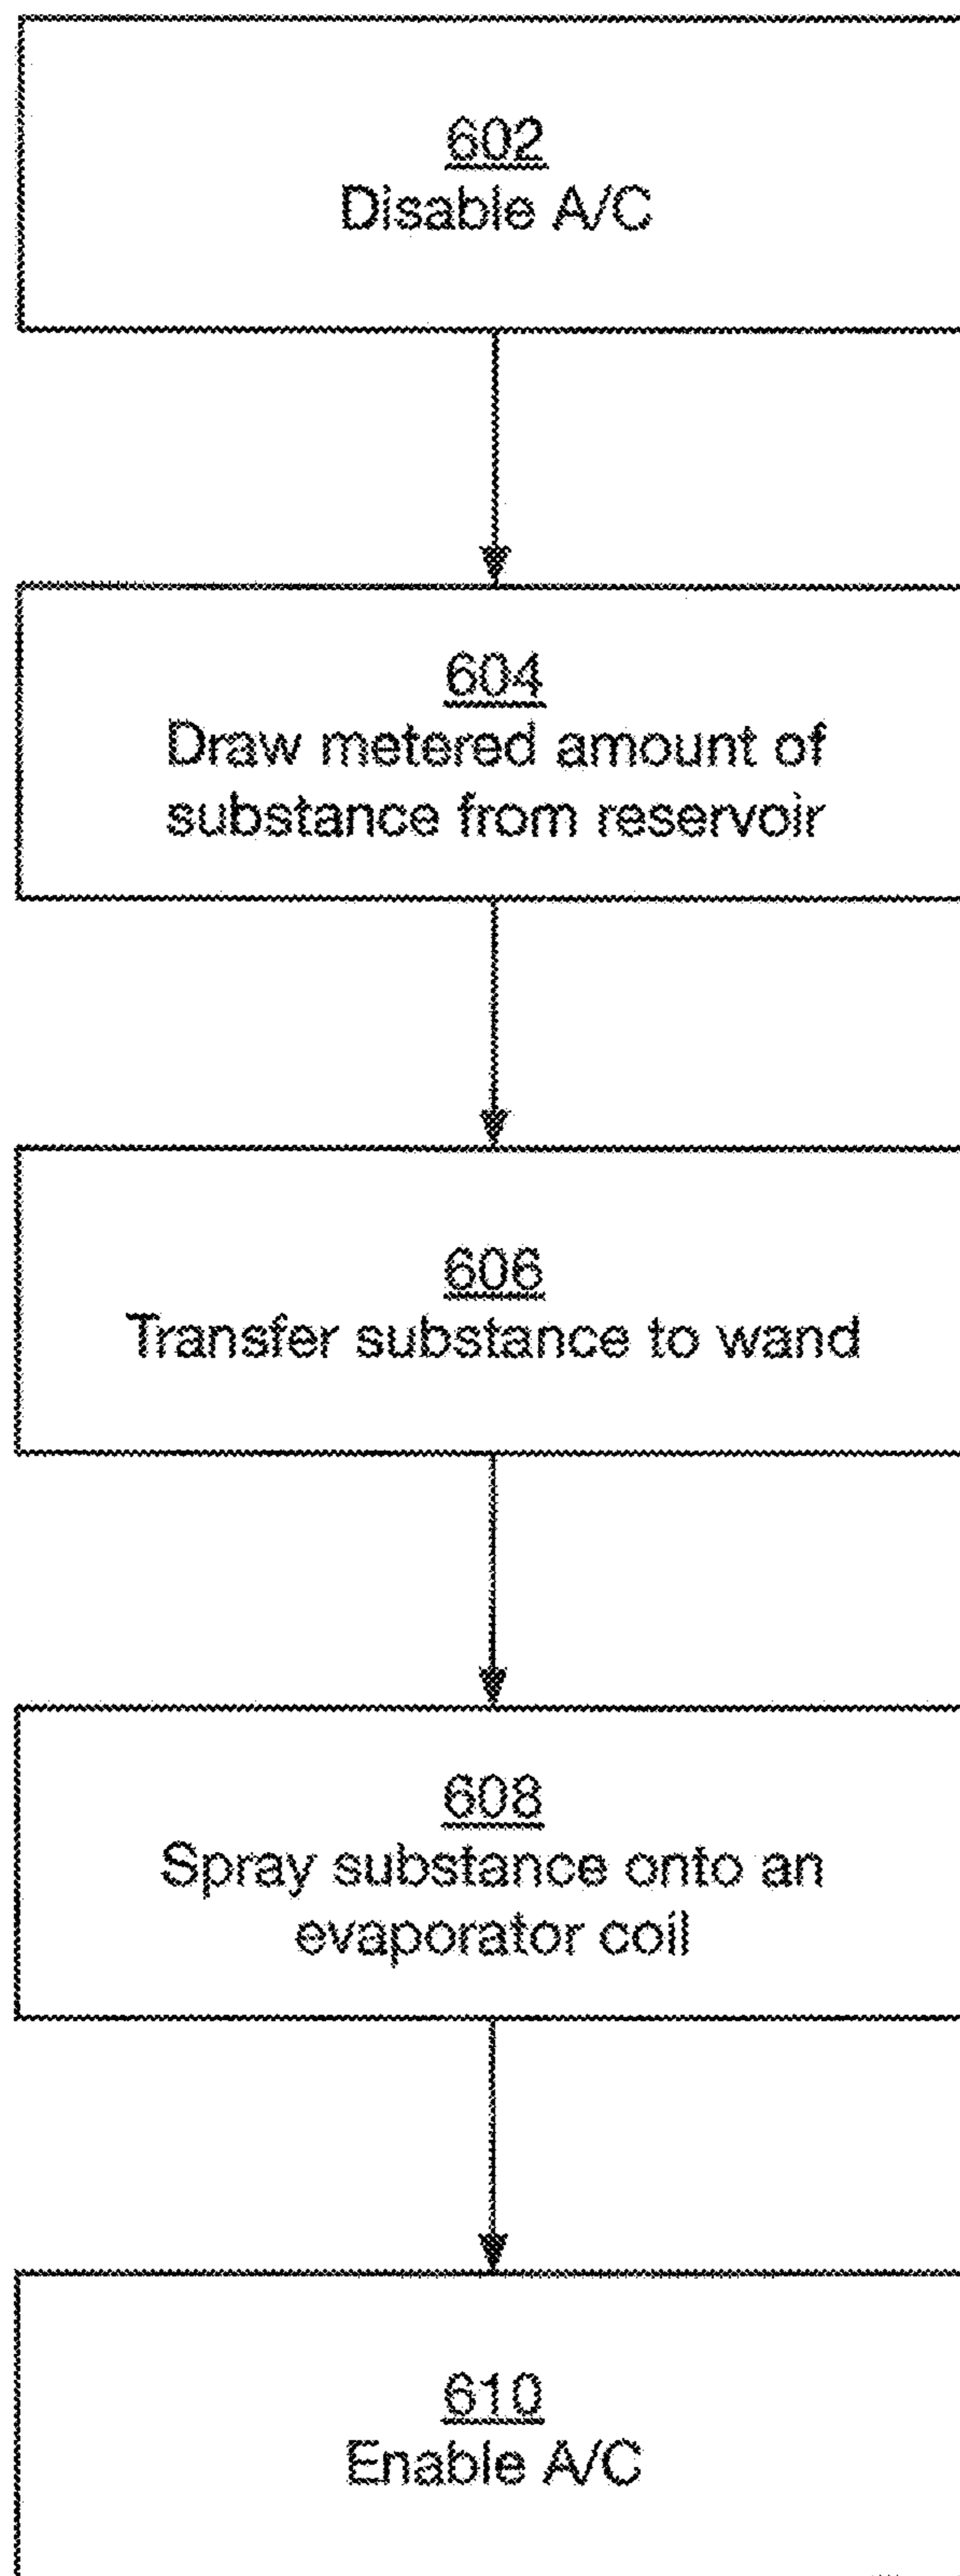 602
Disable A/C
604
Draw metered amount of
substance from reservoir
606
Transfer substance to wand
608
Spray substance onto an
evaporator coil
610
Enable A/C